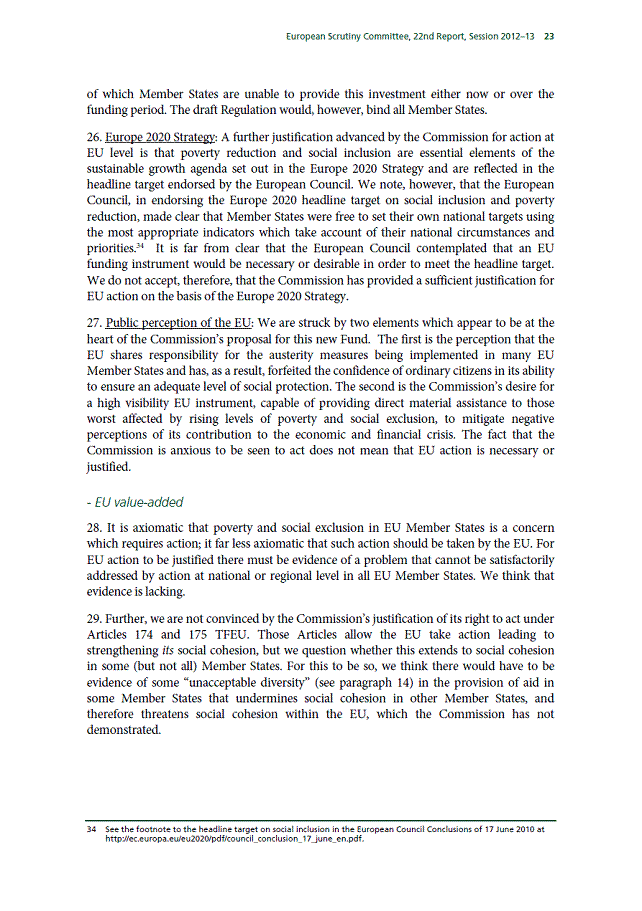 European Scrutiny Committee, 22nd Report, Session 2012–13 23
of which Member States are unable to provide this investment either now or over the
funding period. The draft Regulation would, however, bind all Member States.
26. Europe 2020 Strategy: A further justification advanced by the Commission for action at
EU level is that poverty reduction and social inclusion are essential elements of the
sustainable growth agenda set out in the Europe 2020 Strategy and are reflected in the
headline target endorsed by the European Council. We note, however, that the European
Council, in endorsing the Europe 2020 headline target on social inclusion and poverty
reduction, made clear that Member States were free to set their own national targets using
the most appropriate indicators which take account of their national circumstances and
priorities.34 It is far from clear that the European Council contemplated that an EU
funding instrument would be necessary or desirable in order to meet the headline target.
We do not accept, therefore, that the Commission has provided a sufficient justification for
EU action on the basis of the Europe 2020 Strategy.
27. Public perception of the EU: We are struck by two elements which appear to be at the
heart of the Commission's proposal for this new Fund. The first is the perception that the
EU shares responsibility for the austerity measures being implemented in many EU
Member States and has, as a result, forfeited the confidence of ordinary citizens in its ability
to ensure an adequate level of social protection. The second is the Commission's desire for
a high visibility EU instrument, capable of providing direct material assistance to those
worst affected by rising levels of poverty and social exclusion, to mitigate negative
perceptions of its contribution to the economic and financial crisis. The fact that the
Commission is anxious to be seen to act does not mean that EU action is necessary or
justified.
- EU value-added
28. It is axiomatic that poverty and social exclusion in EU Member States is a concern
which requires action; it far less axiomatic that such action should be taken by the EU. For
EU action to be justified there must be evidence of a problem that cannot be satisfactorily
addressed by action at national or regional level in all EU Member States. We think that
evidence is lacking.
29. Further, we are not convinced by the Commission's justification of its right to act under
Articles 174 and 175 TFEU. Those Articles allow the EU take action leading to
strengthening its social cohesion, but we question whether this extends to social cohesion
in some (but not all) Member States. For this to be so, we think there would have to be
evidence of some "unacceptable diversity" (see paragraph 14) in the provision of aid in
some Member States that undermines social cohesion in other Member States, and
therefore threatens social cohesion within the EU, which the Commission has not
demonstrated.
34 See the footnote to the headline target on social inclusion in the European Council Conclusions of 17 June 2010 at
http://ec.europa.eu/eu2020/pdf/council_conclusion_17_june_en.pdf.